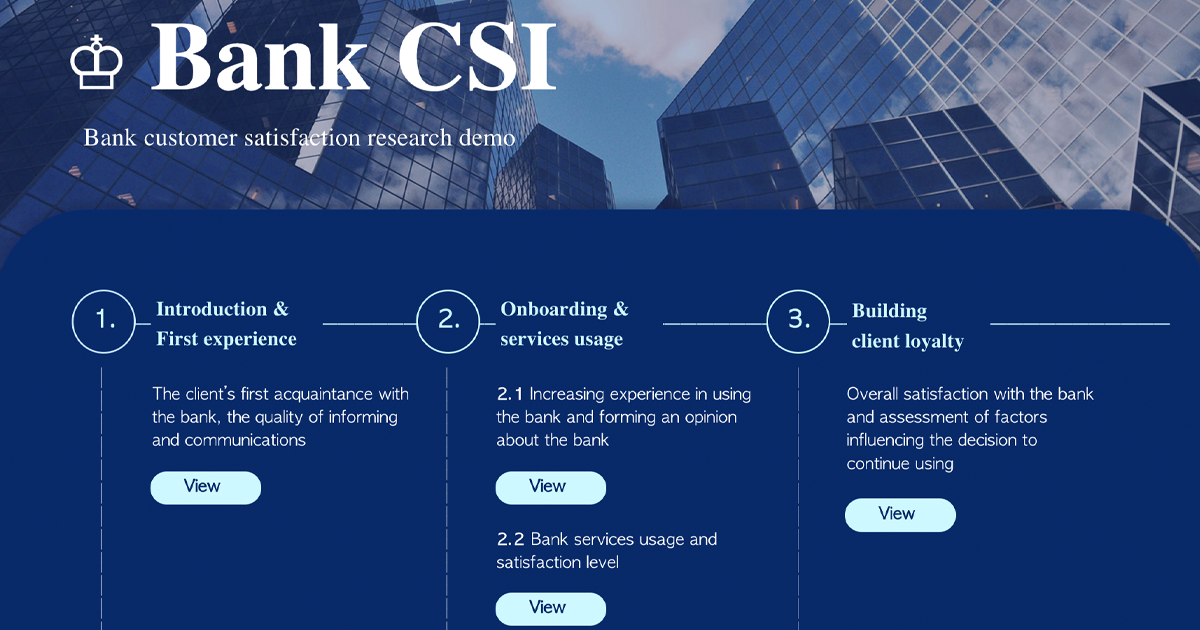 Bank CSI
Bank customer satisfaction research demo
1.
Introduction &
First experience
The client's first acquaintance with
the bank, the quality of informing
and communications
View
2.
Onboarding &
services usage
2.1 Increasing experience in using
the bank and forming an opinion
about the bank
View
2.2 Bank services usage and
satisfaction level
View
3.
Building
client loyalty
Overall satisfaction with the bank
and assessment of factors
influencing the decision to
continue using
View